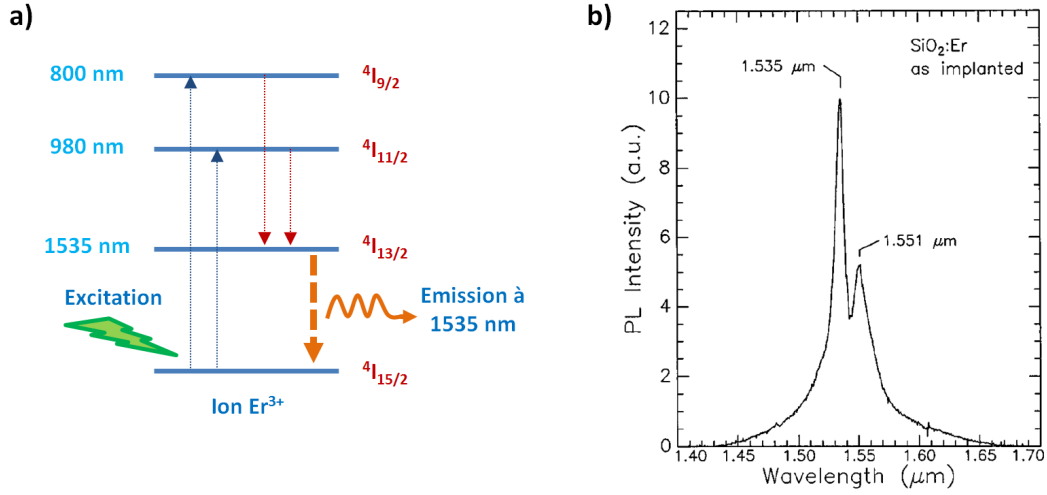 a)
800 nm
⁴I₉/₂
980 nm
⁴I₁₁/₂
1535 nm
⁴I₁₃/₂
Excitation
Emission à
1535 nm
⁴I₁₅/₂
Ion Er³⁺
b)
12
10
8
6
4
2
0
PL Intensity (a.u.)
SiO₂:Er
as implanted
1.535 μm
1.551 μm
1.40
1.45
1.50
1.55
1.60
1.65
1.70
Wavelength (μm)